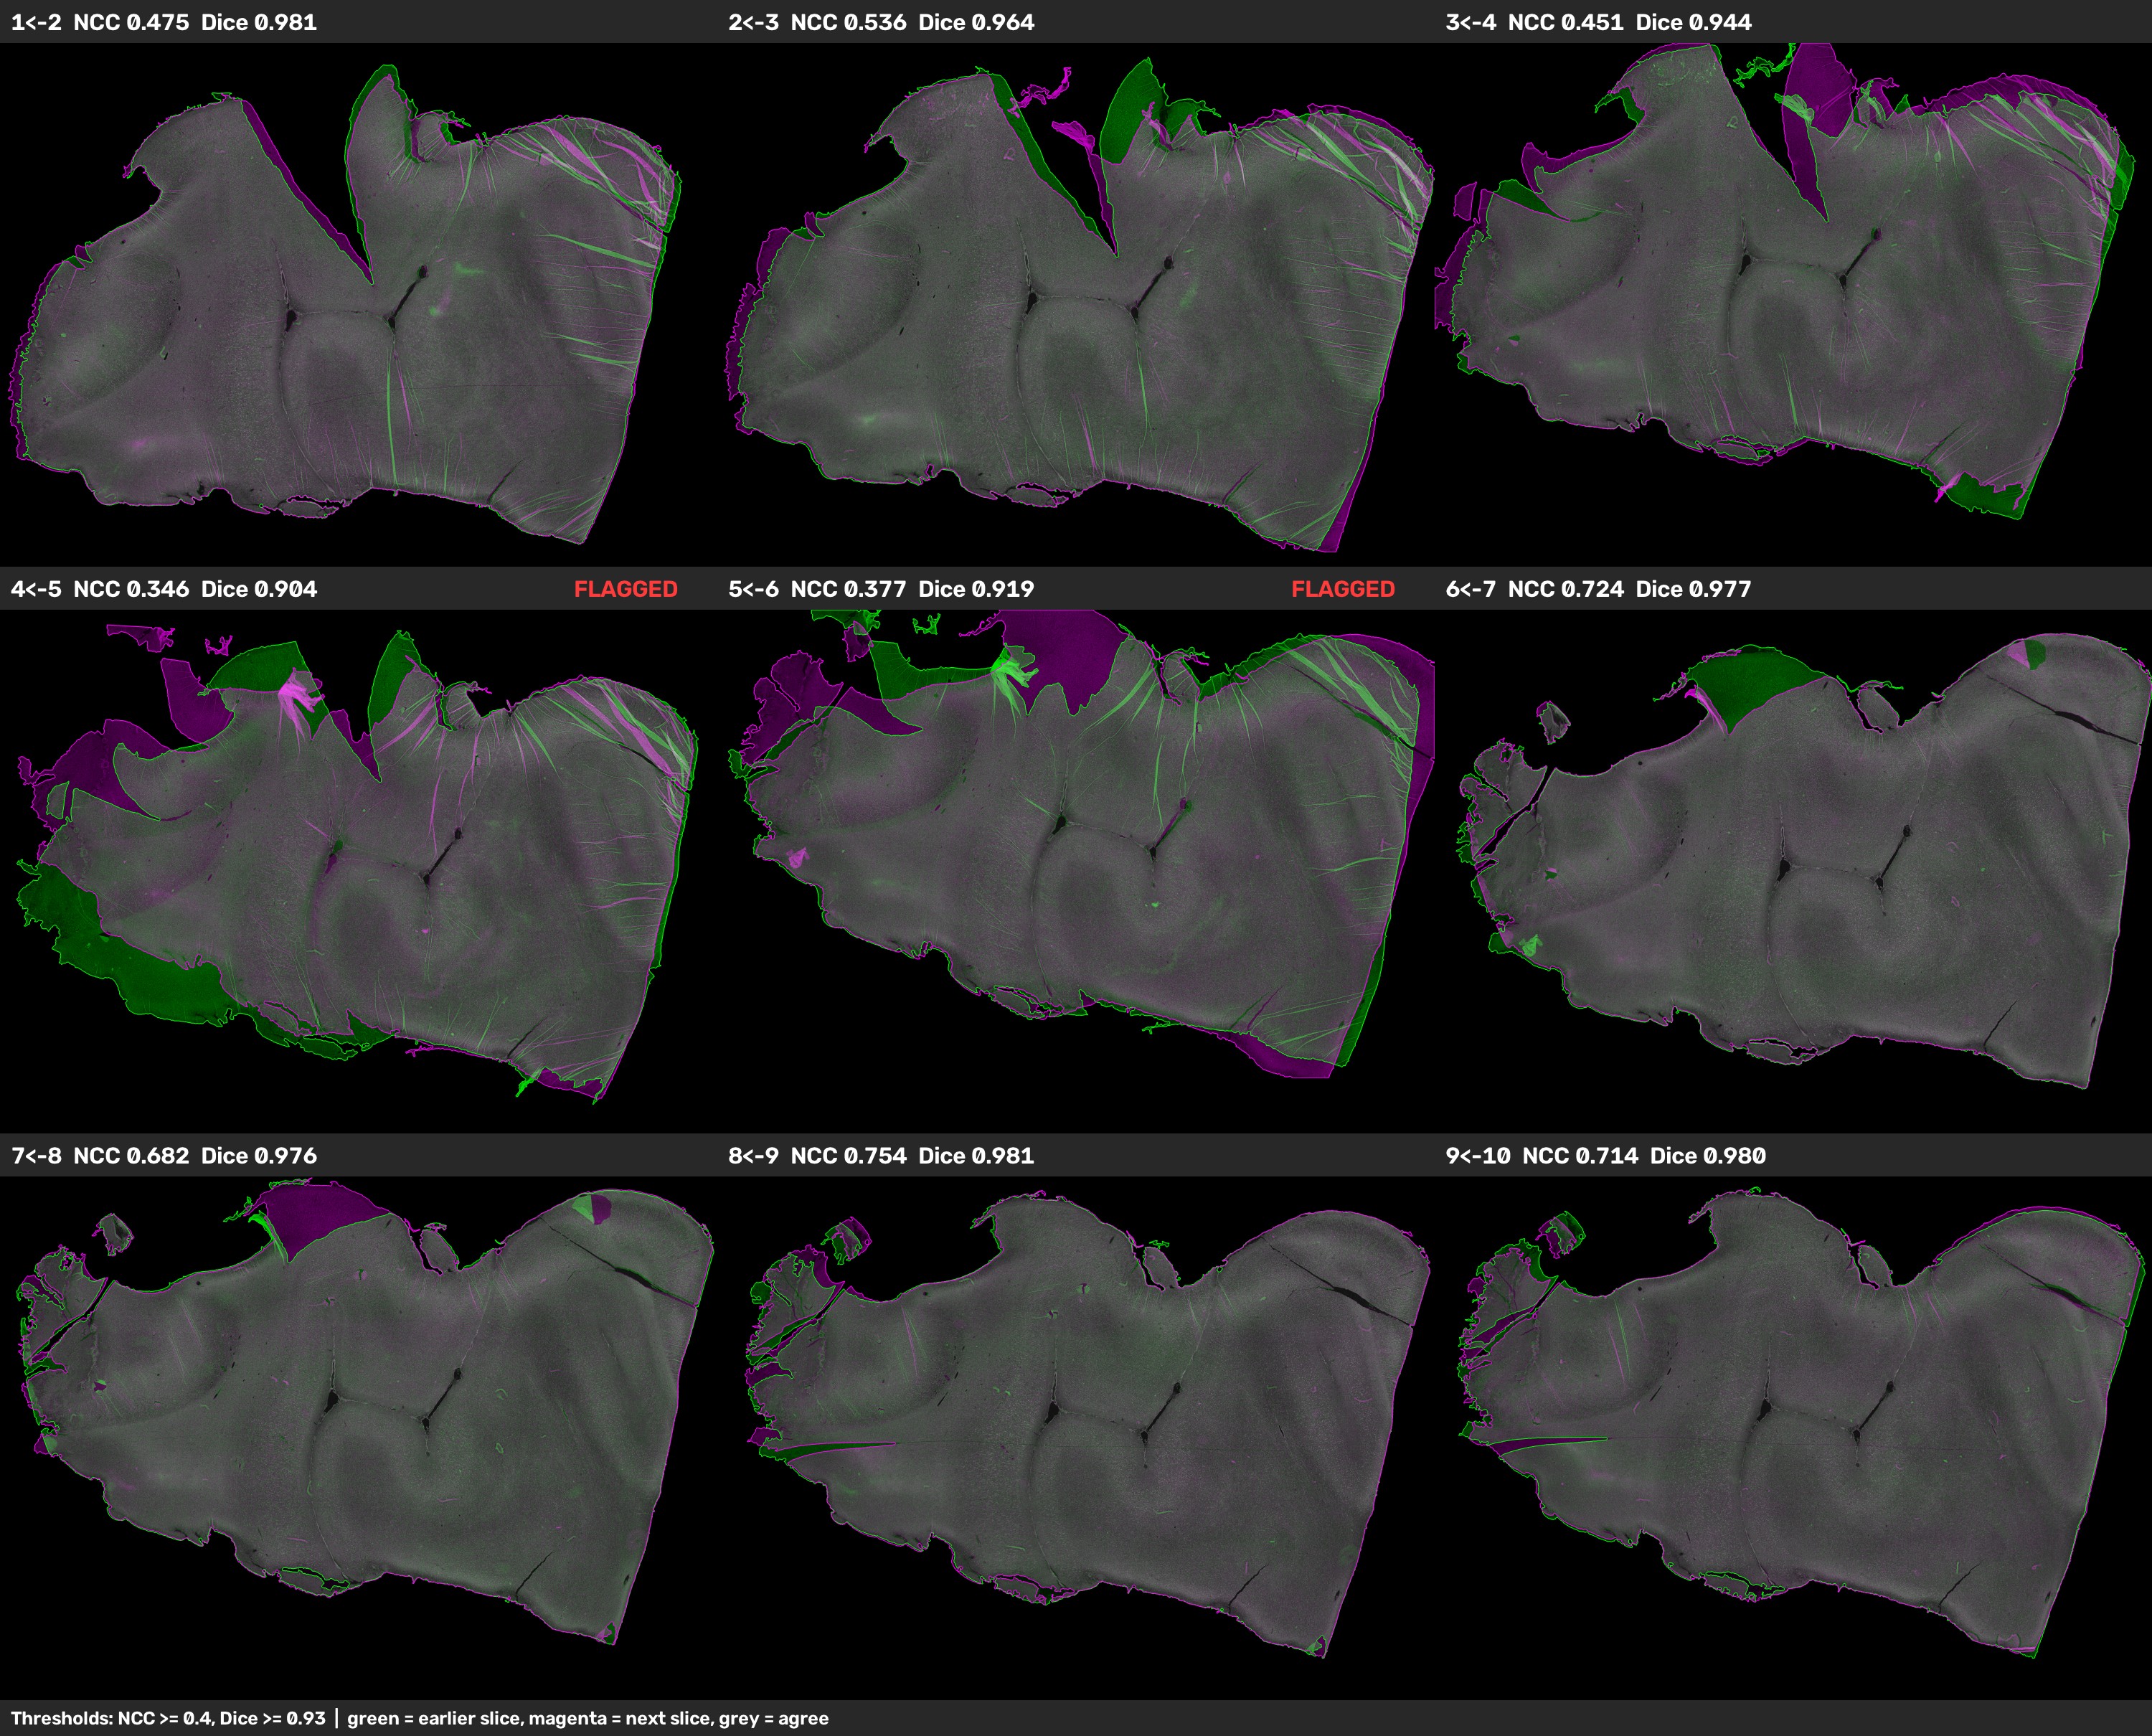 1<-2 NCC 0.475 Dice 0.981
2<-3 NCC 0.536 Dice 0.964
3<-4 NCC 0.451 Dice 0.944
4<-5 NCC 0.346 Dice 0.904 FLAGGED
5<-6 NCC 0.377 Dice 0.919 FLAGGED
6<-7 NCC 0.724 Dice 0.977
7<-8 NCC 0.682 Dice 0.976
8<-9 NCC 0.754 Dice 0.981
9<-10 NCC 0.714 Dice 0.980
Thresholds: NCC >= 0.4, Dice >= 0.93 | green = earlier slice, magenta = next slice, grey = agree